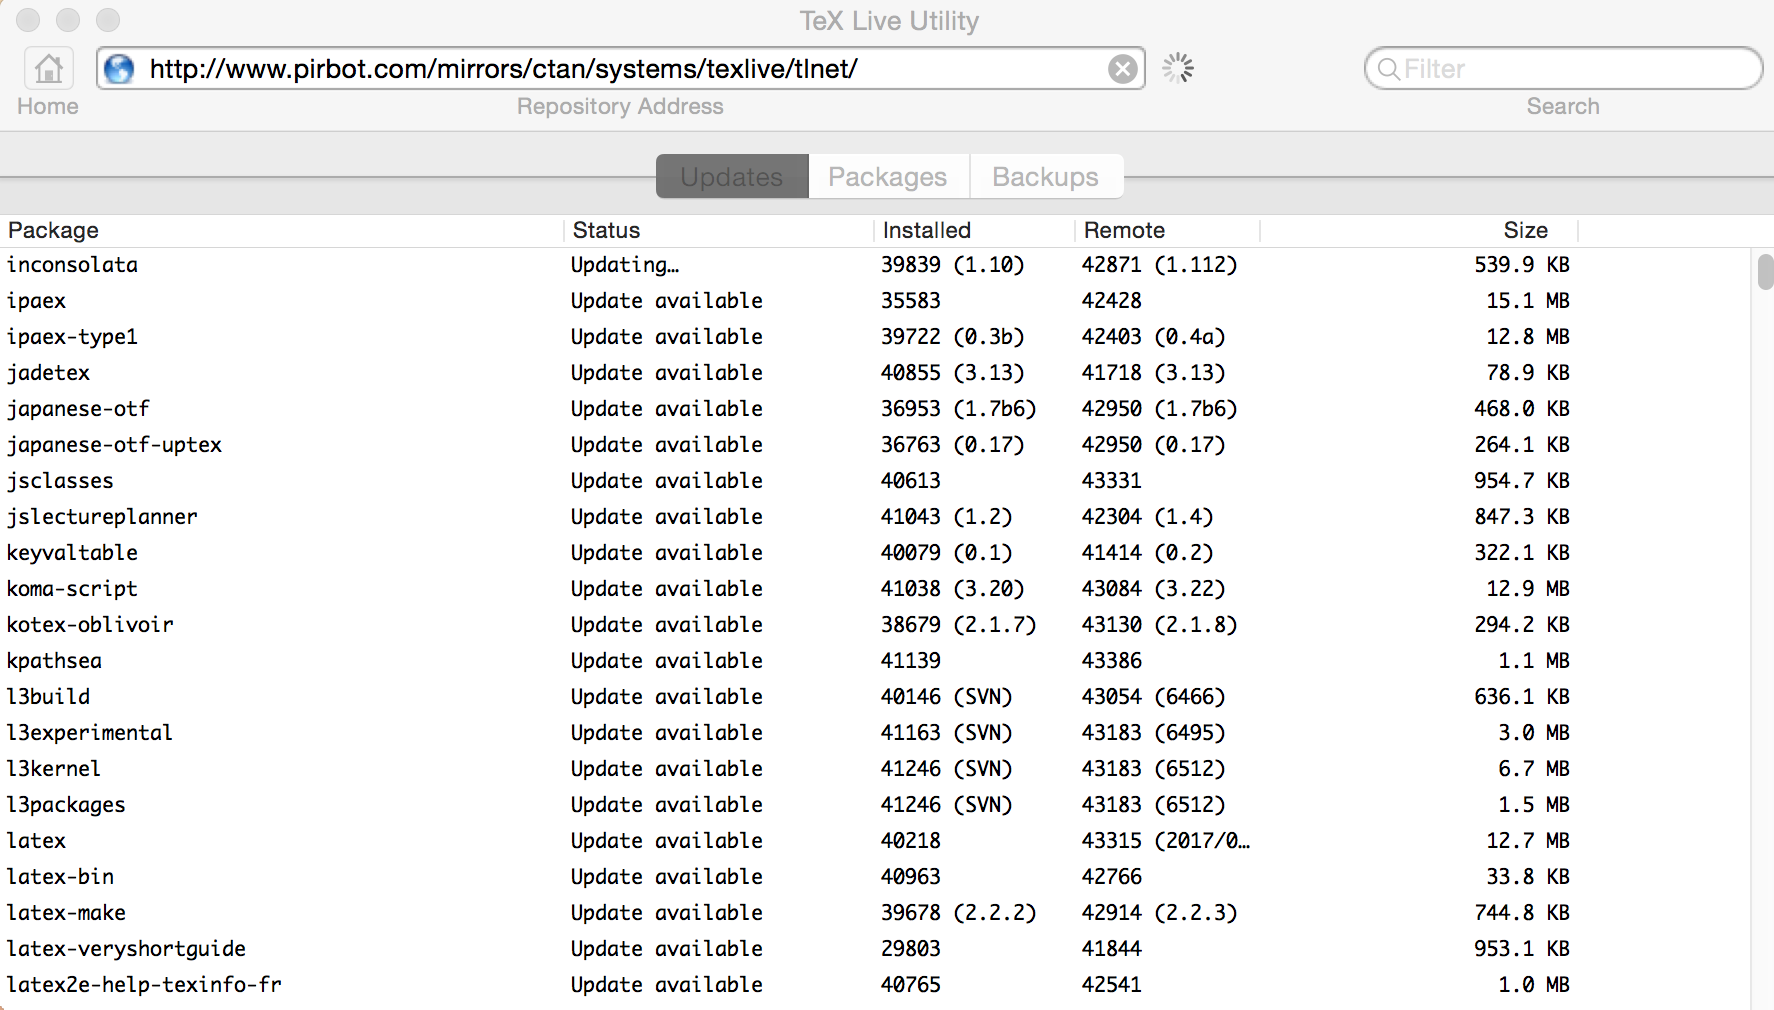 TeX Live Utility
http://www.pirbot.com/mirrors/ctan/systems/texlive/tlnet/ Filter
Home Repository Address Search
Updates Packages Backups
Package Status Installed Remote Size
inconsolata Updating… 39839 (1.10) 42871 (1.112) 539.9 KB
ipaex Update available 35583 42428 15.1 MB
ipaex-type1 Update available 39722 (0.3b) 42403 (0.4a) 12.8 MB
jadetex Update available 40855 (3.13) 41718 (3.13) 78.9 KB
japanese-otf Update available 36953 (1.7b6) 42950 (1.7b6) 468.0 KB
japanese-otf-uptex Update available 36763 (0.17) 42950 (0.17) 264.1 KB
jsclasses Update available 40613 43331 954.7 KB
jslectureplanner Update available 41043 (1.2) 42304 (1.4) 847.3 KB
keyvaltable Update available 40079 (0.1) 41414 (0.2) 322.1 KB
koma-script Update available 41038 (3.20) 43084 (3.22) 12.9 MB
kotex-oblivoir Update available 38679 (2.1.7) 43130 (2.1.8) 294.2 KB
kpathsea Update available 41139 43386 1.1 MB
l3build Update available 40146 (SVN) 43054 (6466) 636.1 KB
l3experimental Update available 41163 (SVN) 43183 (6495) 3.0 MB
l3kernel Update available 41246 (SVN) 43183 (6512) 6.7 MB
l3packages Update available 41246 (SVN) 43183 (6512) 1.5 MB
latex Update available 40218 43315 (2017/0… 12.7 MB
latex-bin Update available 40963 42766 33.8 KB
latex-make Update available 39678 (2.2.2) 42914 (2.2.3) 744.8 KB
latex-veryshortguide Update available 29803 41844 953.1 KB
latex2e-help-texinfo-fr Update available 40765 42541 1.0 MB